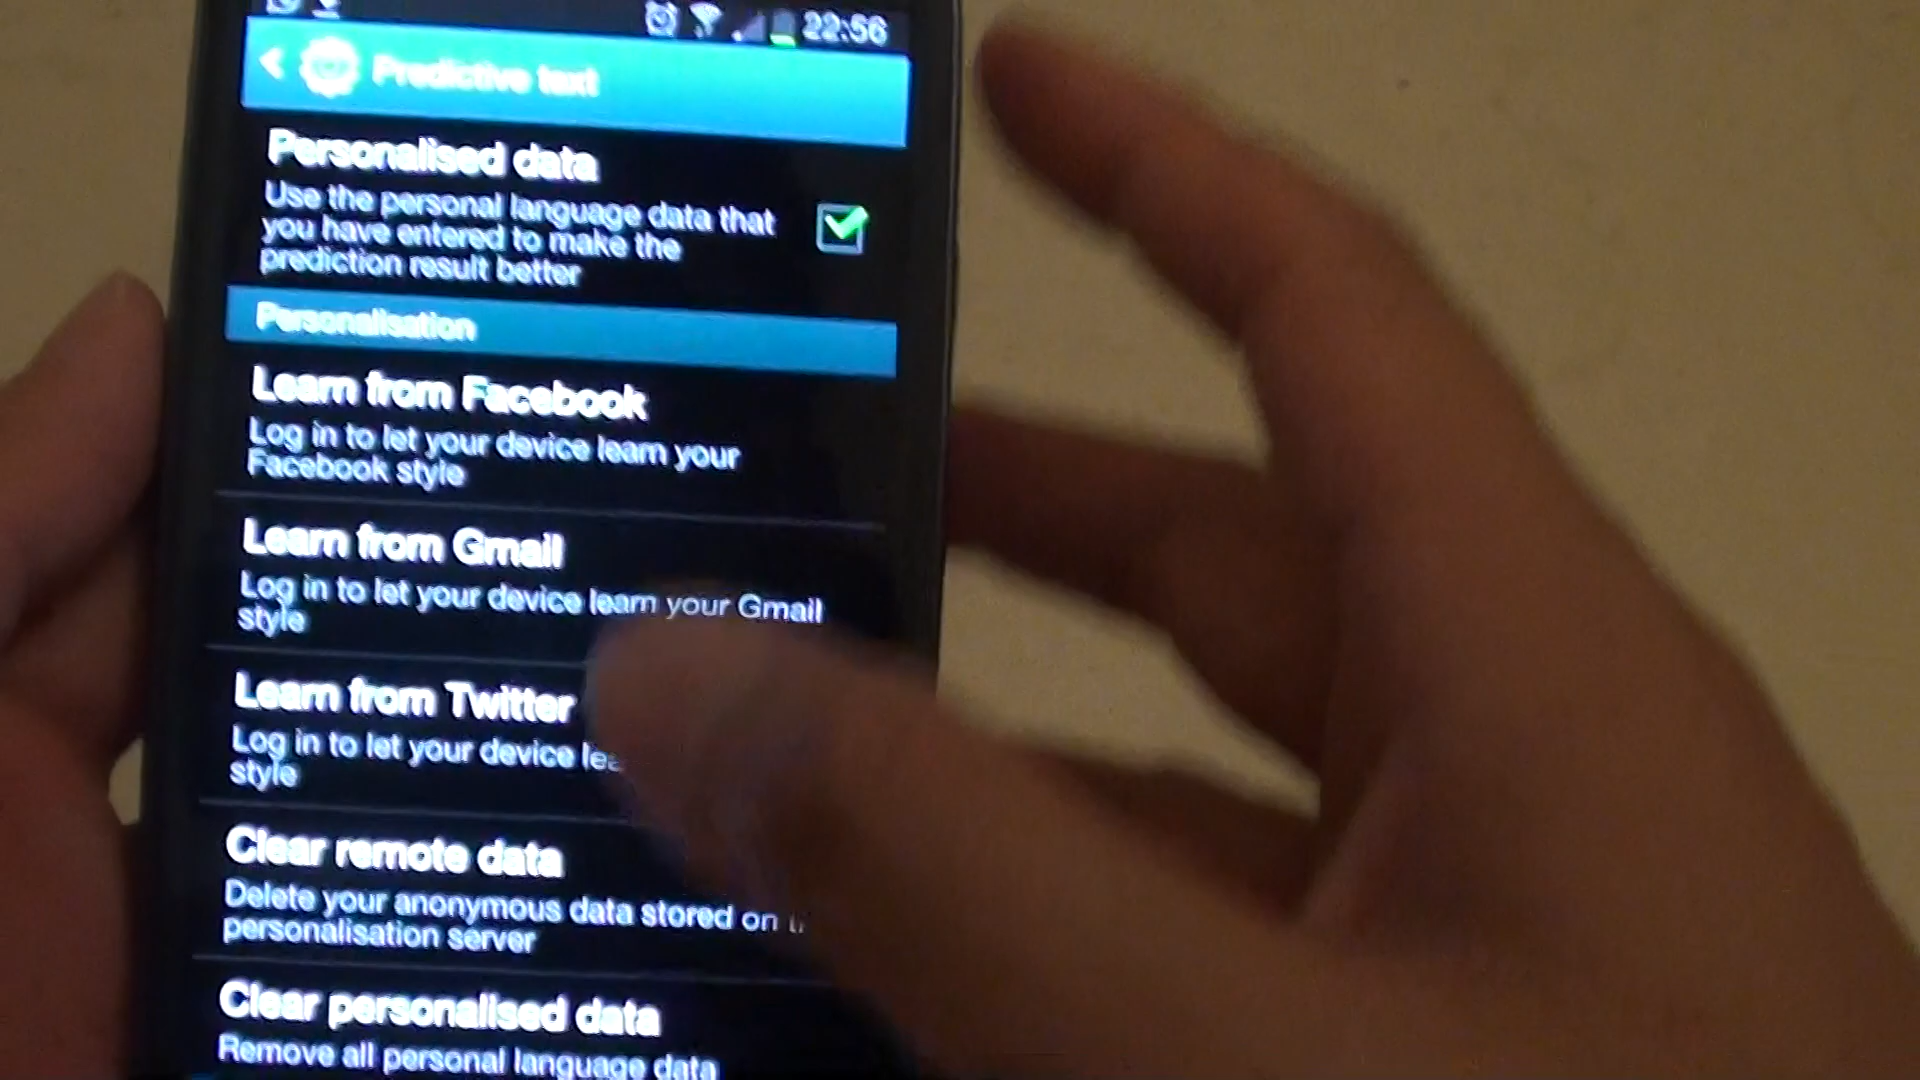 22:56
Predictive text
Personalised data
Use the personal language data that
you have entered to make the
prediction result better
Personalisation
Learn from Facebook
Log in to let your device learn your
Facebook style
Learn from Gmail
Log in to let your device learn your Gmail
style
Learn from Twitter
Log in to let your device
style
Clear remote data
Delete your anonymous data stored on
personalisation server
Clear personalised data
Remove all personal language data